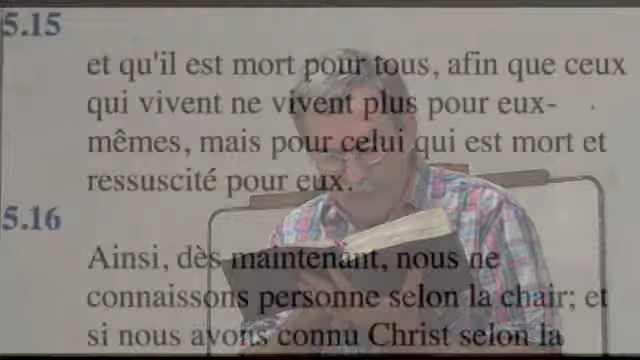 5.15
et qu'il est mort pour tous, afin que ceux
qui vivent ne vivent plus pour eux-
mêmes, mais pour celui qui est mort et
ressuscité pour eux.
5.16
Ainsi, dès maintenant, nous ne
connaissons personne selon la chair; et
si nous avons connu Christ selon la